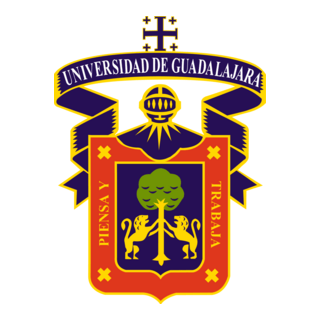 UNIVERSIDAD DE GUADALAJARA
PIENSA Y
TRABAJA